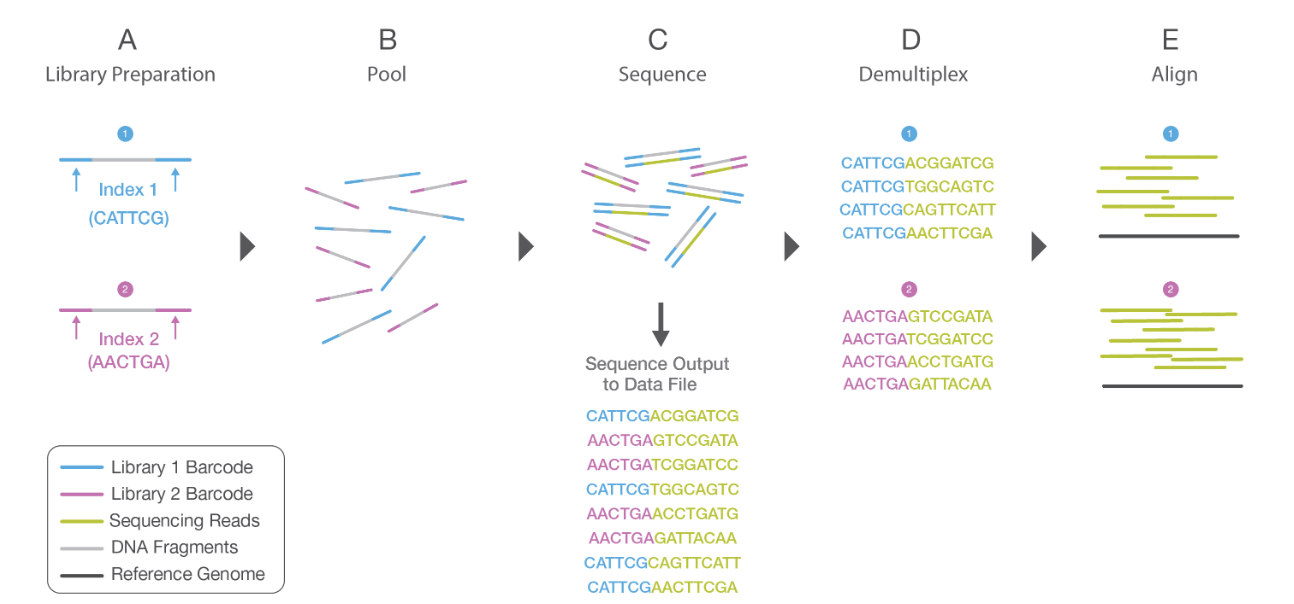 A
Library Preparation
1
Index 1
(CATTCG)
2
Index 2
(AACTGA)
B
Pool
C
Sequence
Sequence Output
to Data File
CATTCGACGGATCG
AACTGAGTCCGATA
AACTGATCGGATCC
CATTCGTGGCAGTC
AACTGAACCTGATG
AACTGAGATTACAA
CATTCGCAGTTCATT
CATTCGAACTTCGA
D
Demultiplex
1
CATTCGACGGATCG
CATTCGTGGCAGTC
CATTCGCAGTTCATT
CATTCGAACTTCGA
2
AACTGAGTCCGATA
AACTGATCGGATCC
AACTGAACCTGATG
AACTGAGATTACAA
E
Align
1
2
Library 1 Barcode
Library 2 Barcode
Sequencing Reads
DNA Fragments
Reference Genome